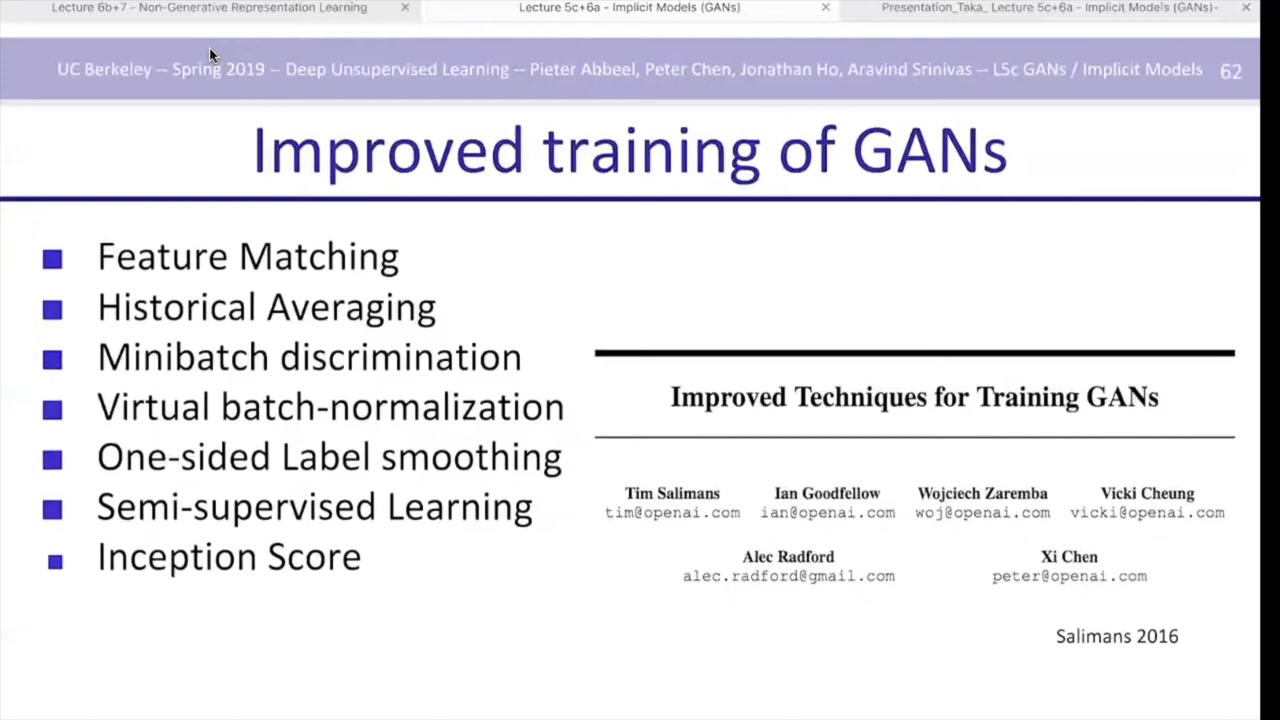 Lecture 6b+7 - Non-Generative Representation Learning
Lecture 5c+6a - Implicit Models (GANs)
Presentation_Taka_ Lecture 5c+6a - Implicit Models (GANs)-
UC Berkeley -- Spring 2019 -- Deep Unsupervised Learning -- Pieter Abbeel, Peter Chen, Jonathan Ho, Aravind Srinivas -- L5c GANs / Implicit Models 62
Improved training of GANs
Feature Matching
Historical Averaging
Minibatch discrimination
Virtual batch-normalization
One-sided Label smoothing
Semi-supervised Learning
Inception Score
Improved Techniques for Training GANs
Tim Salimans Ian Goodfellow Wojciech Zaremba Vicki Cheung
tim@openai.com ian@openai.com woj@openai.com vicki@openai.com
Alec Radford Xi Chen
alec.radford@gmail.com peter@openai.com
Salimans 2016